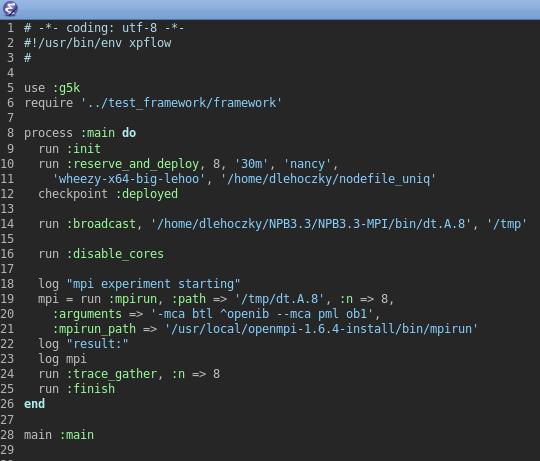 1 # -*- coding: utf-8 -*-
2 #!/usr/bin/env xpflow
3 #
4
5 use :g5k
6 require '../test_framework/framework'
7
8 process :main do
9   run :init
10   run :reserve_and_deploy, 8, '30m', 'nancy',
11     'wheezy-x64-big-lehoo', '/home/dlehoczky/nodefile_uniq'
12   checkpoint :deployed
13
14   run :broadcast, '/home/dlehoczky/NPB3.3/NPB3.3-MPI/bin/dt.A.8', '/tmp'
15
16   run :disable_cores
17
18   log "mpi experiment starting"
19   mpi = run :mpirun, :path => '/tmp/dt.A.8', :n => 8,
20     :arguments => '-mca btl ^openib --mca pml ob1',
21     :mpirun_path => '/usr/local/openmpi-1.6.4-install/bin/mpirun'
22   log "result:"
23   log mpi
24   run :trace_gather, :n => 8
25   run :finish
26 end
27
28 main :main
29